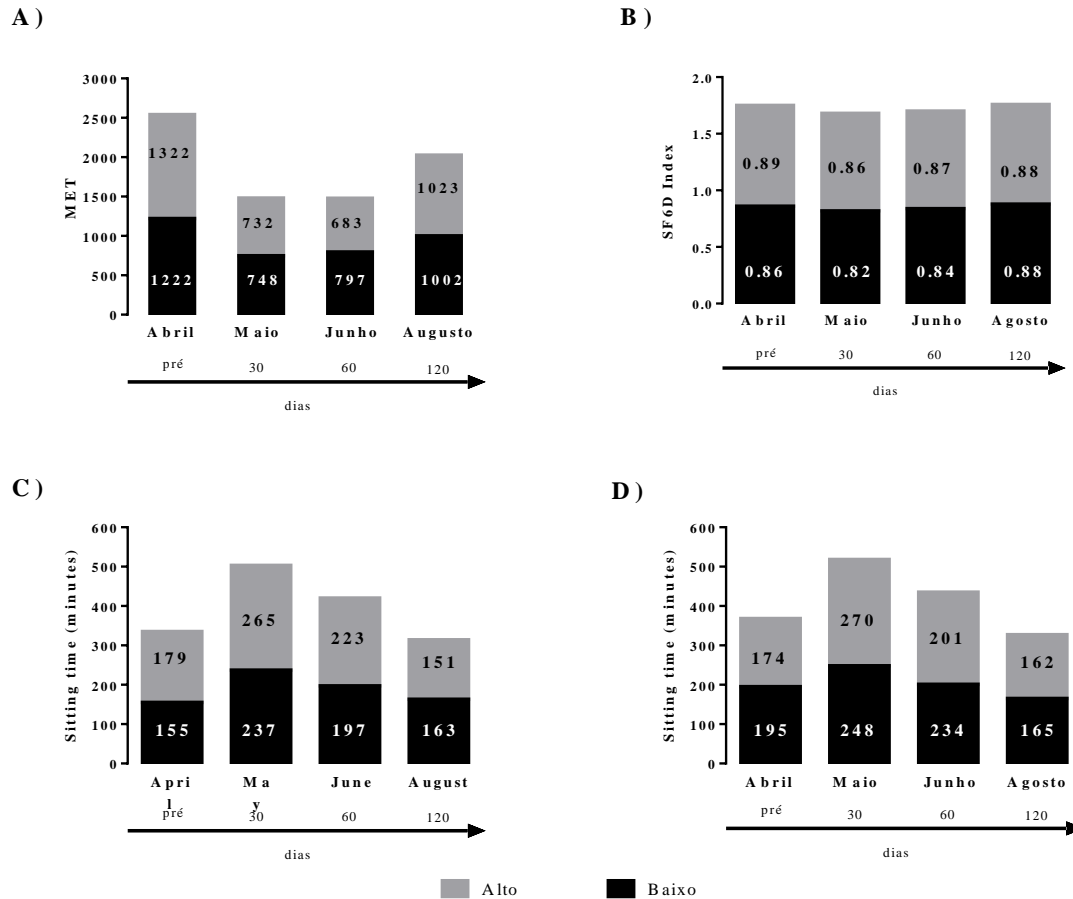 A)
3000
2500
2000
1500
1000
500
0
MET
1322
732
683
1023
1222
748
797
1002
Abril Maio Junho Augusto
pré 30 60 120
dias
B)
2.0
1.5
1.0
0.5
0.0
SF6D Index
0.89
0.86
0.87
0.88
0.86
0.82
0.84
0.88
Abril Maio Junho Agosto
pré 30 60 120
dias
C)
600
500
400
300
200
100
0
Sitting time (minutes)
179
265
223
151
155
237
197
163
Apri Ma June August
l y
pré 30 60 120
dias
D)
600
500
400
300
200
100
0
Sitting time (minutes)
174
270
201
162
195
248
234
165
Abril Maio Junho Agosto
pré 30 60 120
dias
Alto Baixo